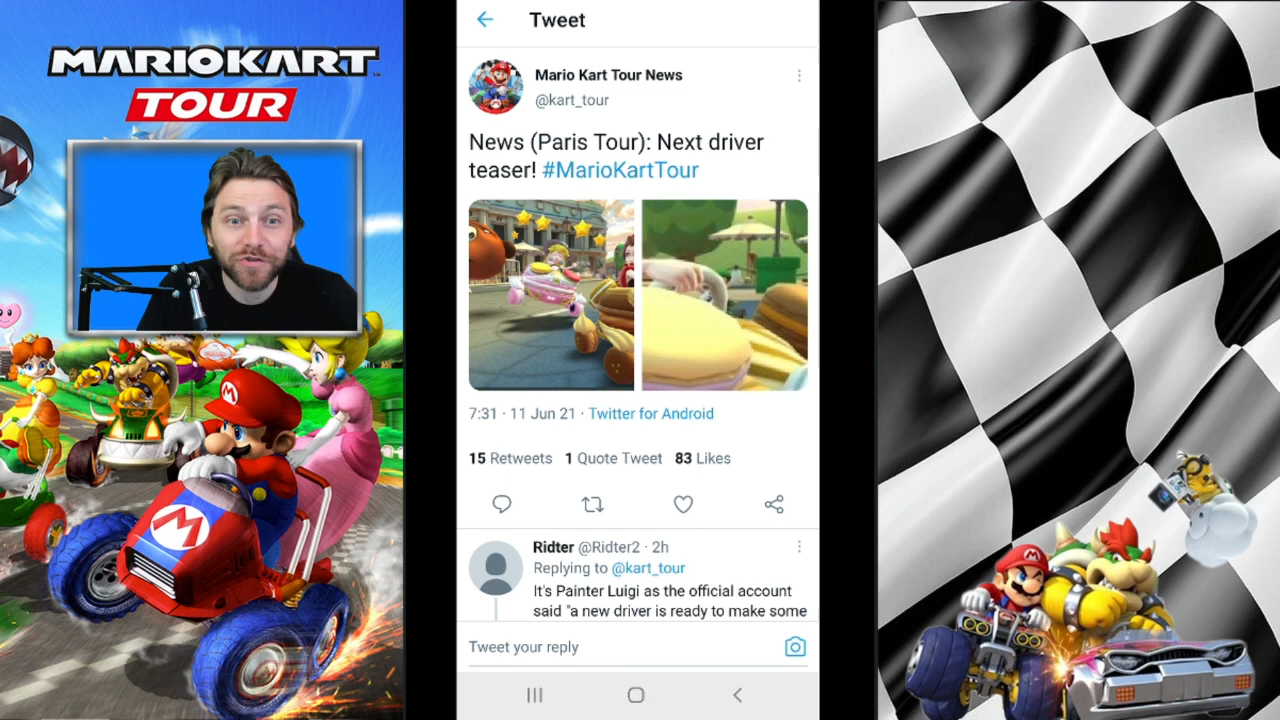 MARIOKART
TOUR
Tweet
Mario Kart Tour News
@kart_tour
News (Paris Tour): Next driver
teaser! #MarioKartTour
7:31 · 11 Jun 21 · Twitter for Android
15 Retweets 1 Quote Tweet 83 Likes
Ridter @Ridter2 · 2h
Replying to @kart_tour
It's Painter Luigi as the official account
said "a new driver is ready to make some
Tweet your reply